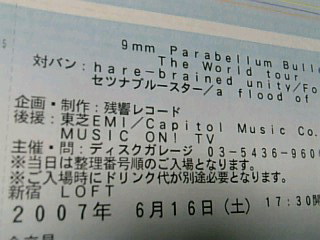 9mm Parabellum Bulle
The World tour
対バン：hare-brained unity/Fo
セツナブルースター/a flood of
企画・制作：残響レコード
後援：東芝EMI/Capitol Music Co.
MUSIC ON!TV
主催・問：ディスクガレージ 03-5436-960
※当日は整理番号順のご入場となります。
※ご入場時にドリンク代が別途必要となります。
新宿 LOFT
2007年 6月16日(土) 17:30開